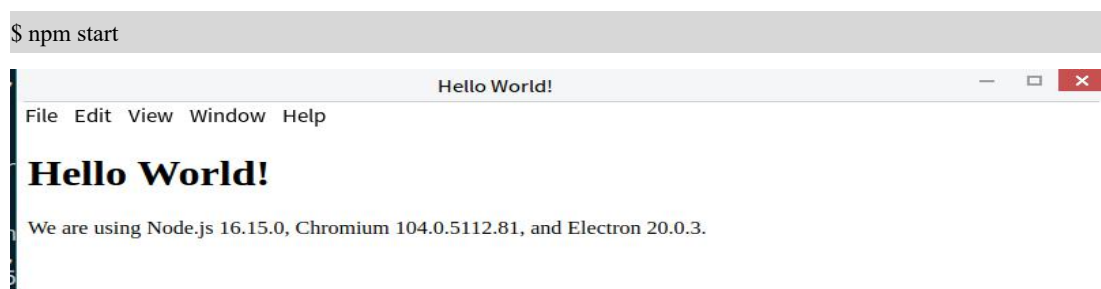 $ npm start
Hello World!
File Edit View Window Help
Hello World!
We are using Node.js 16.15.0, Chromium 104.0.5112.81, and Electron 20.0.3.